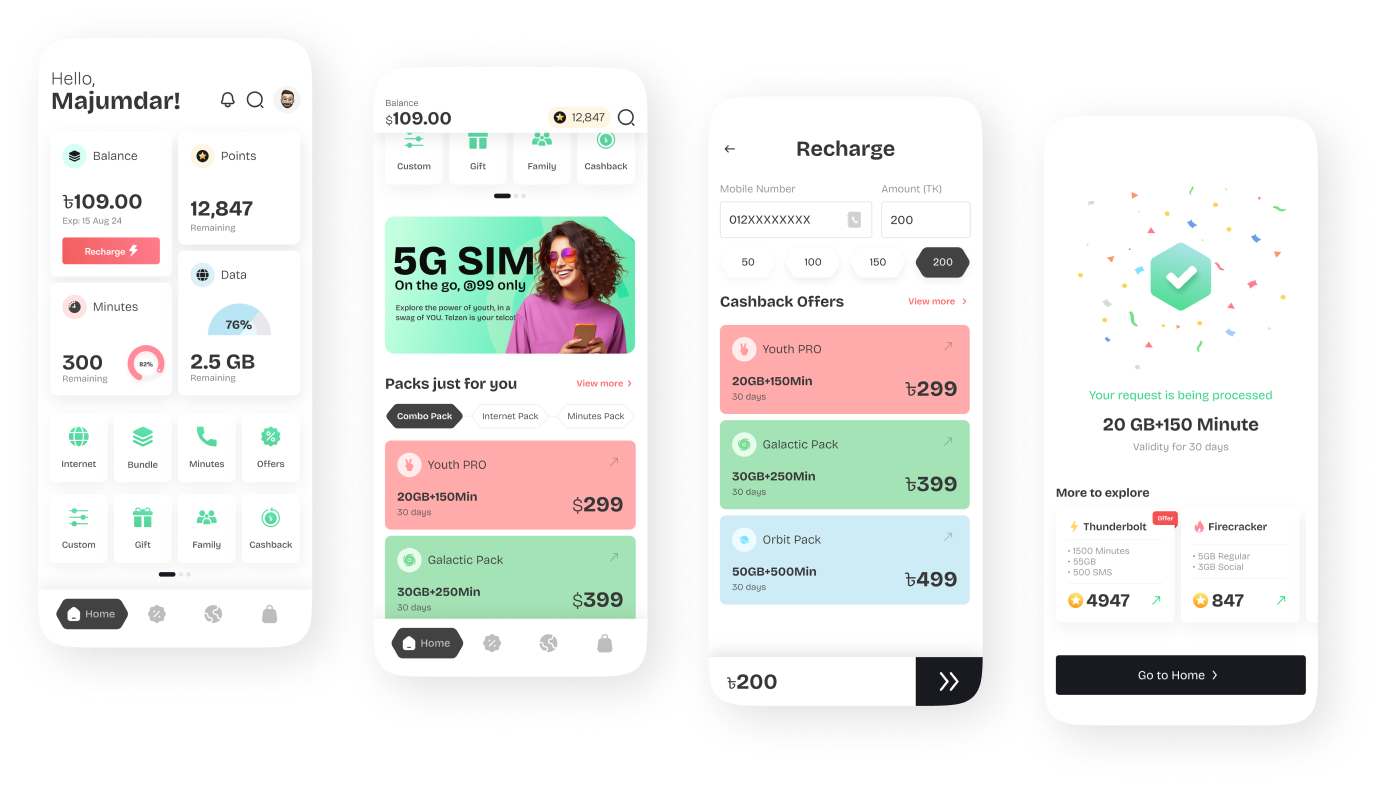 Hello,
Majumdar!
Balance
৳109.00
Exp: 15 Aug 24
Recharge
Points
12,847
Remaining
Minutes
300
Remaining
82%
Data
76%
2.5 GB
Remaining
Internet
Bundle
Minutes
Offers
Custom
Gift
Family
Cashback
Home
Balance
$109.00
12,847
Custom
Gift
Family
Cashback
5G SIM
On the go, @99 only
Explore the power of youth, in a
swag of YOU. Telzen is your telco!
Packs just for you
View more
Combo Pack
Internet Pack
Minutes Pack
Youth PRO
20GB+150Min
30 days
$299
Galactic Pack
30GB+250Min
30 days
$399
Home
Recharge
Mobile Number
Amount (TK)
012XXXXXXXX
200
50
100
150
200
Cashback Offers
View more
Youth PRO
20GB+150Min
30 days
৳299
Galactic Pack
30GB+250Min
30 days
৳399
Orbit Pack
50GB+500Min
30 days
৳499
৳200
Your request is being processed
20 GB+150 Minute
Validity for 30 days
More to explore
Thunderbolt
Offer
• 1500 Minutes
• 55GB
• 500 SMS
4947
Firecracker
• 5GB Regular
• 3GB Social
847
Go to Home